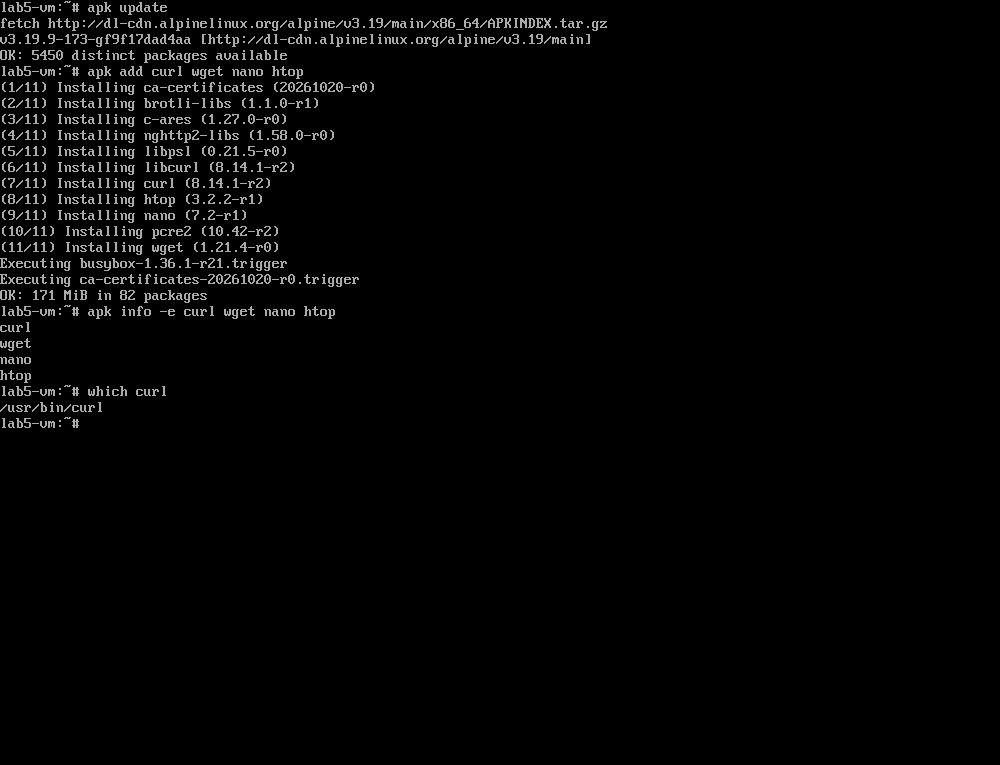 lab5-vm:~# apk update
fetch http://dl-cdn.alpinelinux.org/alpine/v3.19/main/x86_64/APKINDEX.tar.gz
v3.19.9-173-gf9f17dad4aa [http://dl-cdn.alpinelinux.org/alpine/v3.19/main]
OK: 5450 distinct packages available
lab5-vm:~# apk add curl wget nano htop
(1/11) Installing ca-certificates (20261020-r0)
(2/11) Installing brotli-libs (1.1.0-r1)
(3/11) Installing c-ares (1.27.0-r0)
(4/11) Installing nghttp2-libs (1.58.0-r0)
(5/11) Installing libpsl (0.21.5-r0)
(6/11) Installing libcurl (8.14.1-r2)
(7/11) Installing curl (8.14.1-r2)
(8/11) Installing htop (3.2.2-r1)
(9/11) Installing nano (7.2-r1)
(10/11) Installing pcre2 (10.42-r2)
(11/11) Installing wget (1.21.4-r0)
Executing busybox-1.36.1-r21.trigger
Executing ca-certificates-20261020-r0.trigger
OK: 171 MiB in 82 packages
lab5-vm:~# apk info -e curl wget nano htop
curl
wget
nano
htop
lab5-vm:~# which curl
/usr/bin/curl
lab5-vm:~#